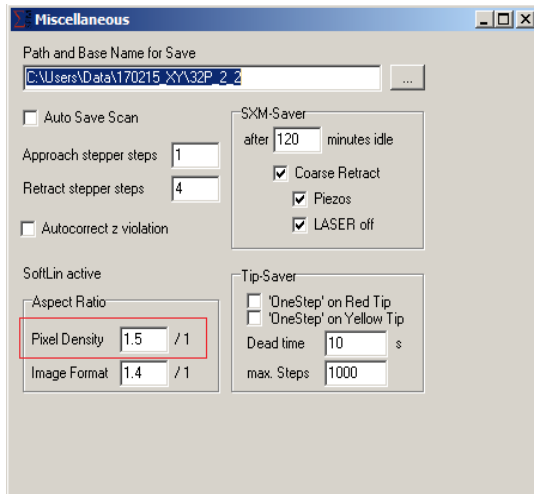 Miscellaneous
Path and Base Name for Save
C:\Users\Data\170215_XY\32P_2_2
...
Auto Save Scan
Approach stepper steps 1
Retract stepper steps 4
Autocorrect z violation
SXM-Saver
after 120 minutes idle
Coarse Retract
Piezos
LASER off
SoftLin active
Aspect Ratio
Pixel Density 1.5 / 1
Image Format 1.4 / 1
Tip-Saver
'OneStep' on Red Tip
'OneStep' on Yellow Tip
Dead time 10 s
max. Steps 1000